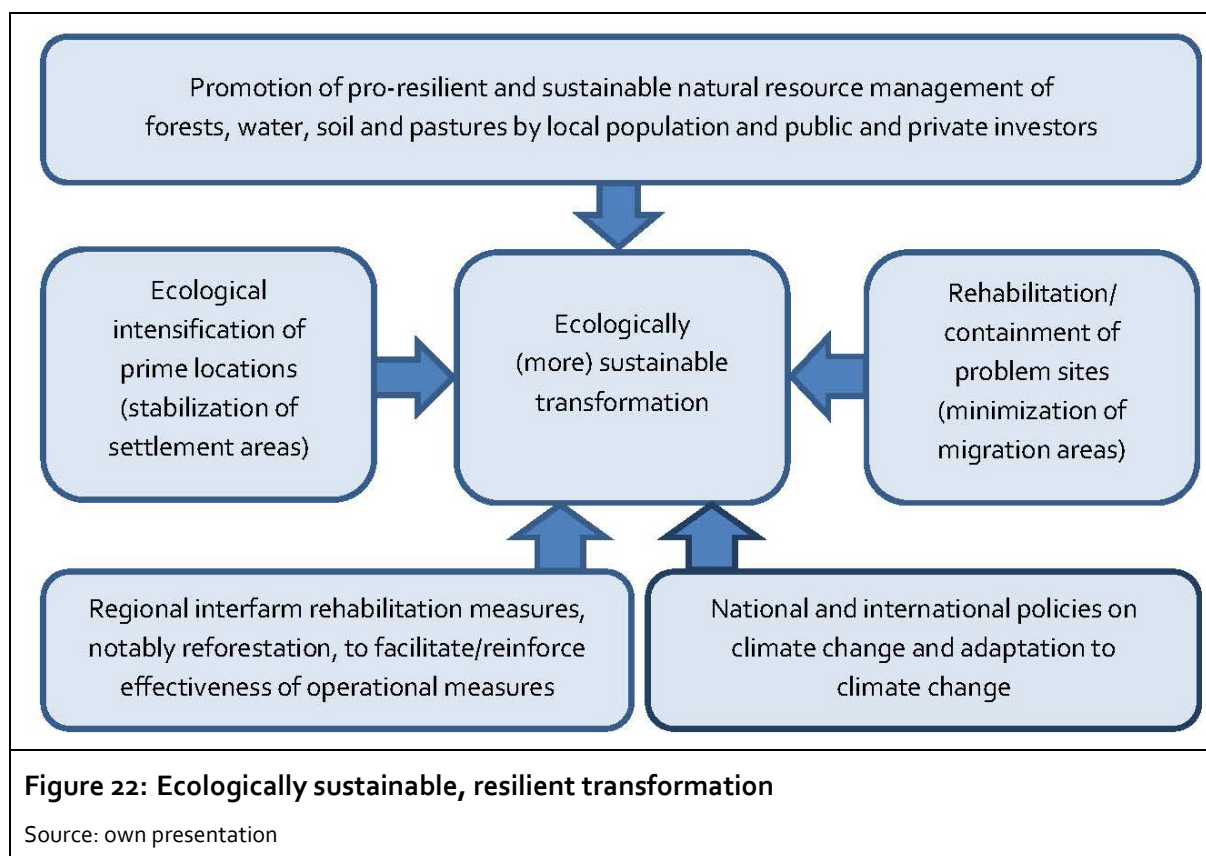 Promotion of pro-resilient and sustainable natural resource management of
forests, water, soil and pastures by local population and public and private investors
Ecological
intensification of
prime locations
(stabilization of
settlement areas)
Ecologically
(more) sustainable
transformation
Rehabilitation/
containment of
problem sites
(minimization of
migration areas)
Regional interfarm rehabilitation measures,
notably reforestation, to facilitate/reinforce
effectiveness of operational measures
National and international policies on
climate change and adaptation to
climate change
Figure 22: Ecologically sustainable, resilient transformation
Source: own presentation